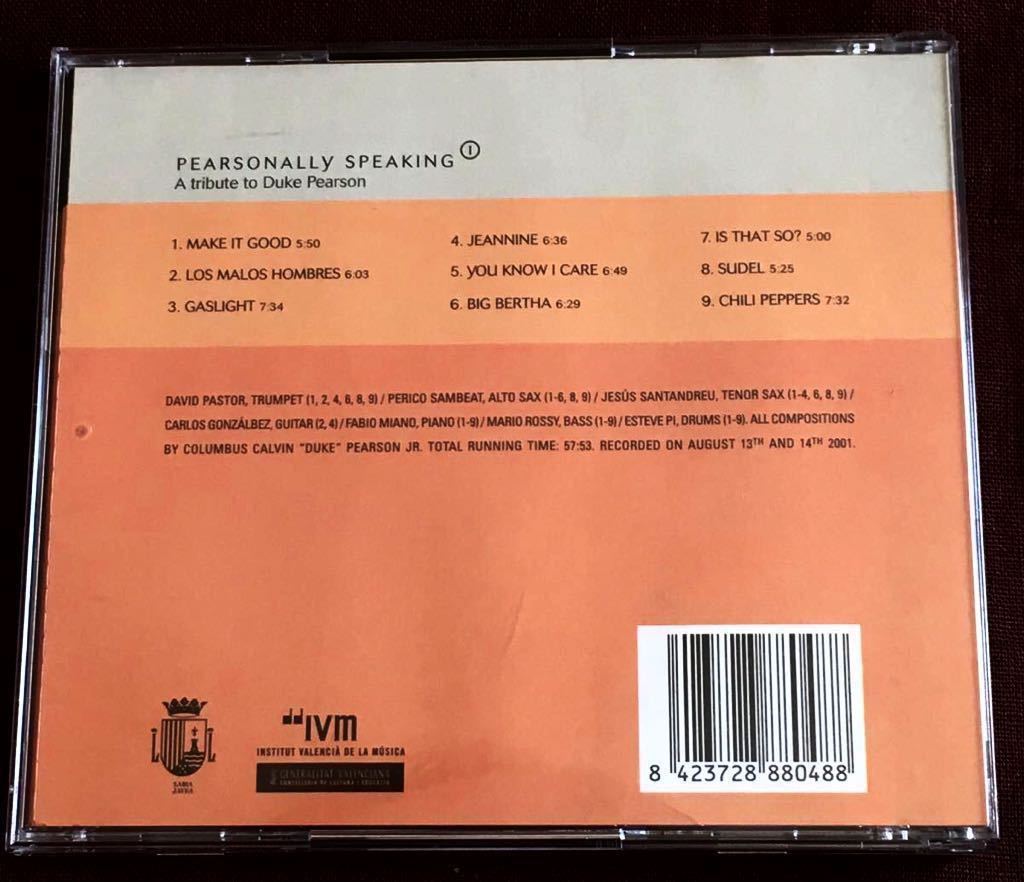 PEARSONALLY SPEAKING I
A tribute to Duke Pearson
1. MAKE IT GOOD 5:50
2. LOS MALOS HOMBRES 6:03
3. GASLIGHT 7:34
4. JEANNINE 6:36
5. YOU KNOW I CARE 6:49
6. BIG BERTHA 6:29
7. IS THAT SO? 5:00
8. SUDEL 5:25
9. CHILI PEPPERS 7:32
DAVID PASTOR, TRUMPET (1, 2, 4, 6, 8, 9) / PERICO SAMBEAT, ALTO SAX (1-6, 8, 9) / JESÚS SANTANDREU, TENOR SAX (1-4, 6, 8, 9) /
CARLOS GONZÁLBEZ, GUITAR (2, 4) / FABIO MIANO, PIANO (1-9) / MARIO ROSSY, BASS (1-9) / ESTEVE PI, DRUMS (1-9). ALL COMPOSITIONS
BY COLUMBUS CALVIN "DUKE" PEARSON JR. TOTAL RUNNING TIME: 57:53. RECORDED ON AUGUST 13TH AND 14TH 2001.
IVM
INSTITUT VALENCIÀ DE LA MÚSICA
GENERALITAT VALENCIANA
8 423728 880488